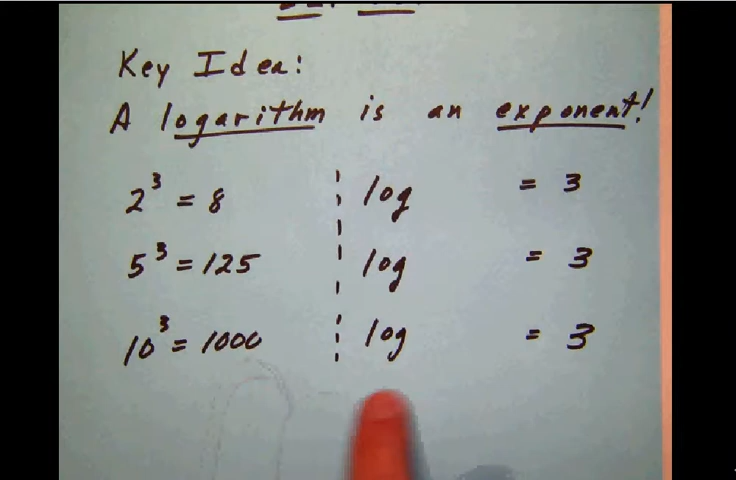 Key Idea:
A logarithm is an exponent!
2³ = 8 log = 3
5³ = 125 log = 3
10³ = 1000 log = 3